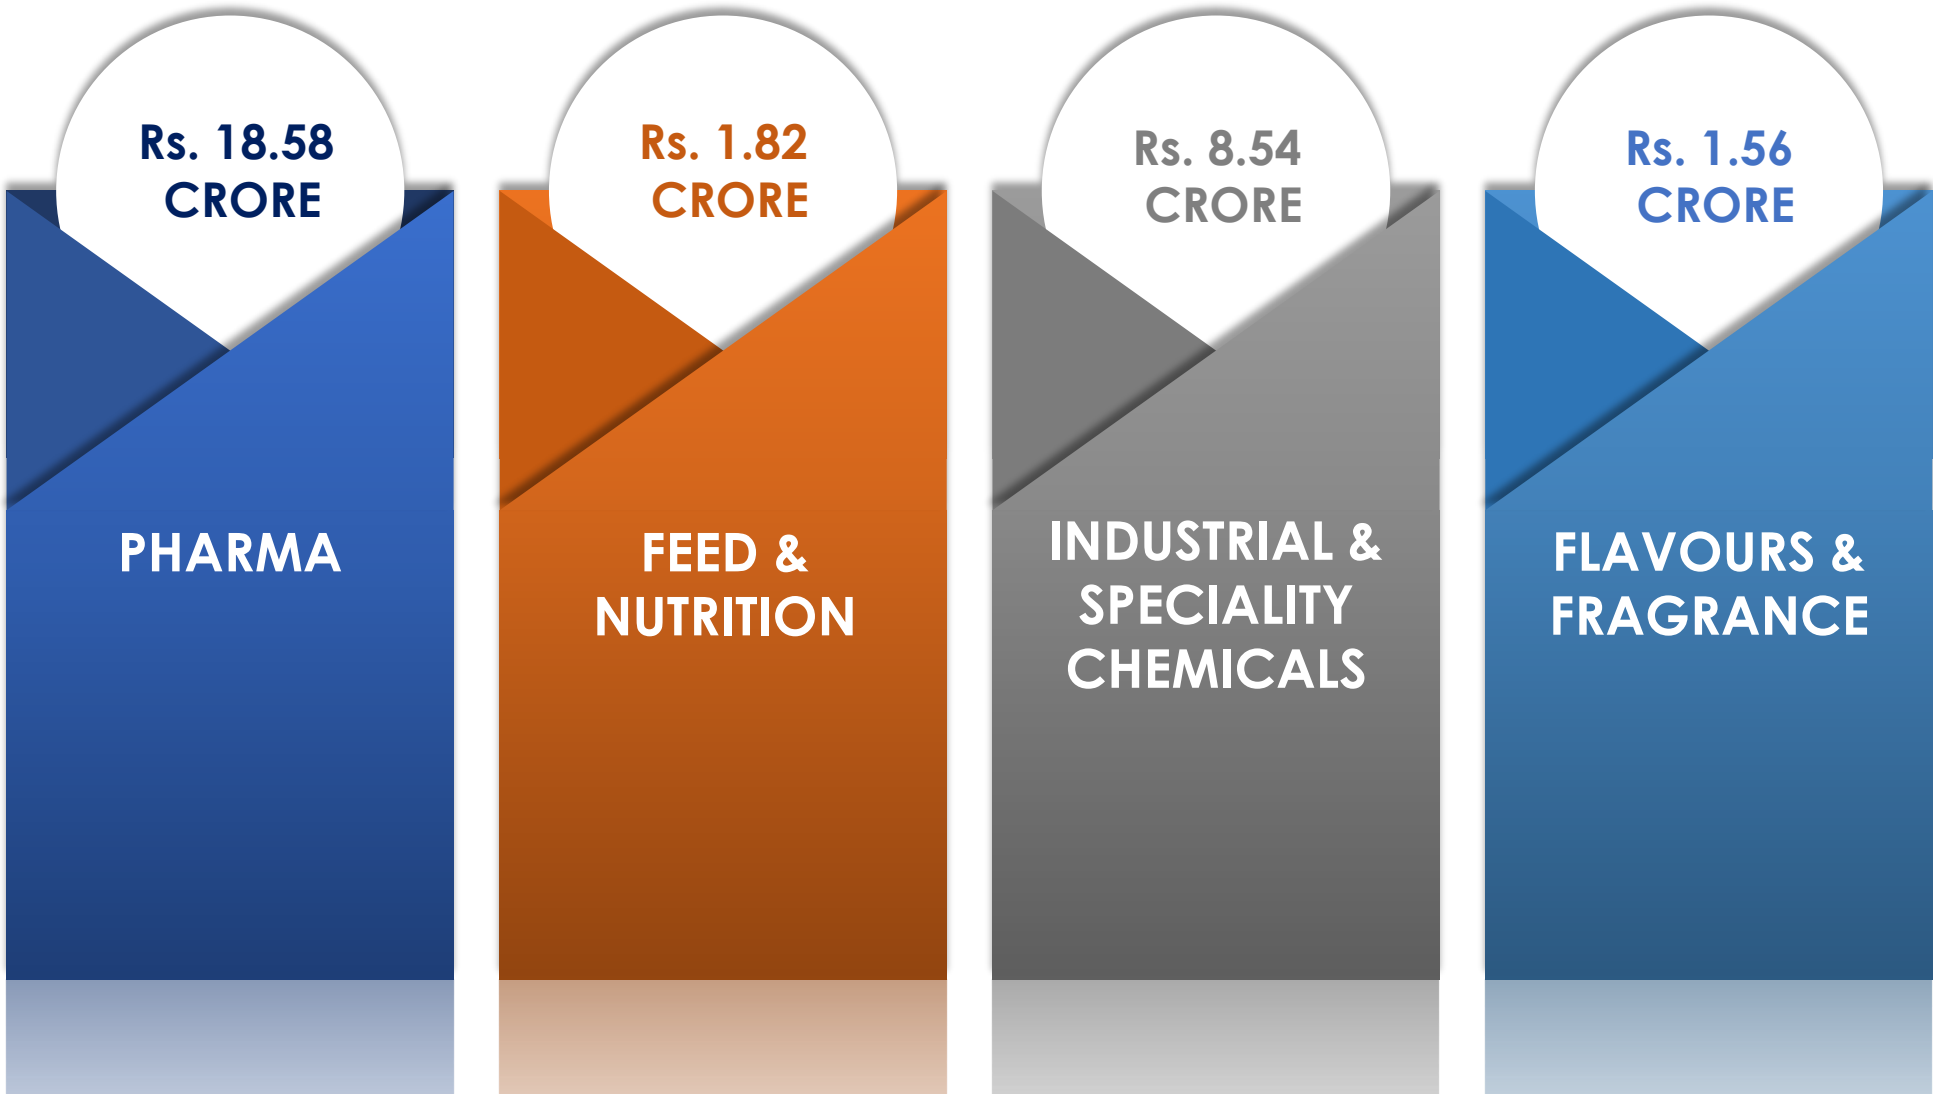 Rs. 18.58
CRORE
PHARMA
Rs. 1.82
CRORE
FEED &
NUTRITION
Rs. 8.54
CRORE
INDUSTRIAL &
SPECIALITY
CHEMICALS
Rs. 1.56
CRORE
FLAVOURS &
FRAGRANCE